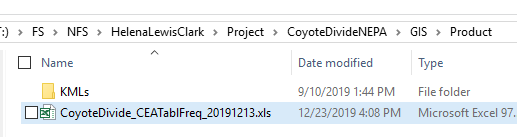 :) > FS > NFS > HelenaLewisClark > Project > CoyoteDivideNEPA > GIS > Product
Name Date modified Type
KMLs 9/10/2019 1:44 PM File folder
CoyoteDivide_CEATablFreq_20191213.xls 12/23/2019 4:08 PM Microsoft Excel 97.